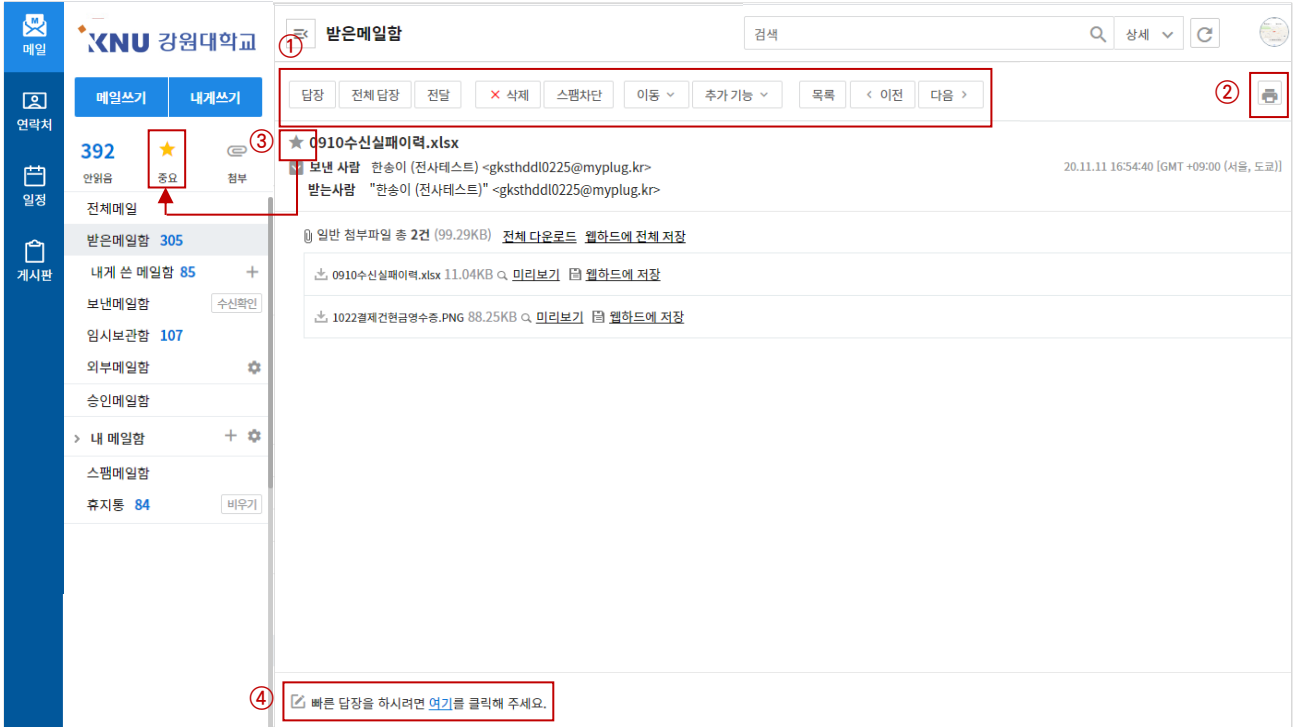 M
메일
연락처
일정
게시판
KNU 강원대학교
메일쓰기 내게쓰기
392
안읽음 중요 첨부
전체메일
받은메일함 305
내게 쓴 메일함 85
보낸메일함 수신확인
임시보관함 107
외부메일함
승인메일함
내 메일함
스팸메일함
휴지통 84 비우기
① 받은메일함 검색 상세
답장 전체답장 전달 × 삭제 스팸차단 이동 추가 기능 목록 < 이전 다음 > ②
③ 0910수신실패이력.xlsx
보낸 사람 한송이 (전사테스트) <gksthddl0225@myplug.kr> 20.11.11 16:54:40 [GMT +09:00 (서울, 도쿄)]
받는사람 "한송이 (전사테스트)" <gksthddl0225@myplug.kr>
일반 첨부파일 총 2건 (99.29KB) 전체 다운로드 웹하드에 전체 저장
0910수신실패이력.xlsx 11.04KB 미리보기 웹하드에 저장
1022결제건현금영수증.PNG 88.25KB 미리보기 웹하드에 저장
④ 빠른 답장을 하시려면 여기를 클릭해 주세요.